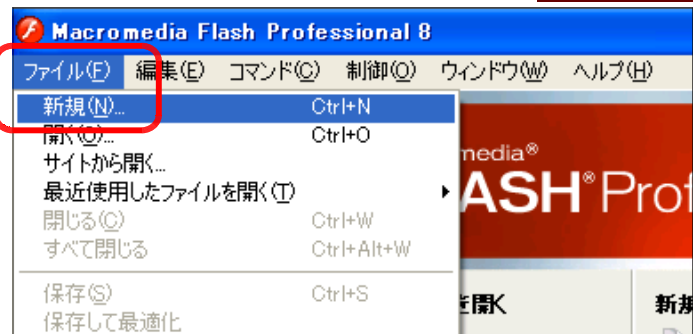 Macromedia Flash Professional 8
ファイル(F) 編集(E) コマンド(C) 制御(O) ウィンドウ(W) ヘルプ(H)
新規(N)... Ctrl+N
開く(O)... Ctrl+O
サイトから開く...
最近使用したファイルを開く(T)
閉じる(C) Ctrl+W
すべて閉じる Ctrl+Alt+W
保存(S) Ctrl+S
保存して最適化
media®
ASH® Prof
を開く
新規